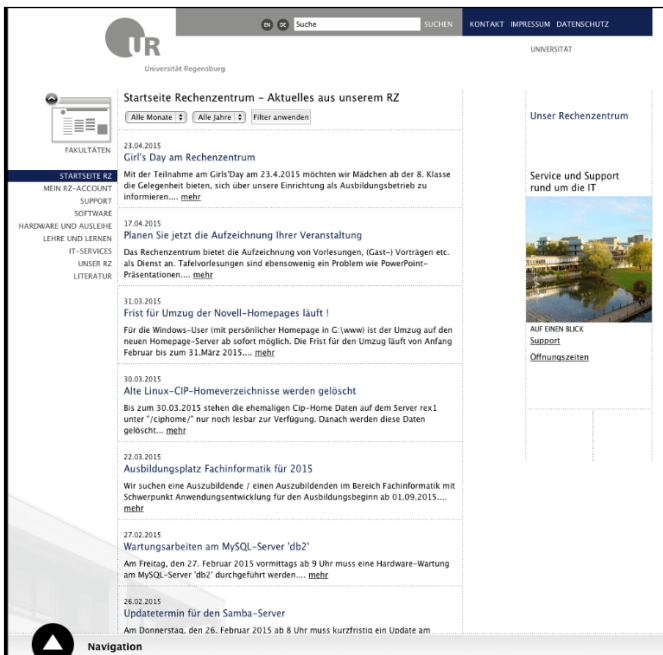 EN DE Suche SUCHEN KONTAKT IMPRESSUM DATENSCHUTZ
UR
Universität Regensburg
UNIVERSITÄT
FAKULTÄTEN
STARTSEITE RZ
MEIN RZ-ACCOUNT
SUPPORT
SOFTWARE
HARDWARE UND AUSLEIHE
LEHRE UND LERNEN
IT-SERVICES
UNSER RZ
LITERATUR
Startseite Rechenzentrum – Aktuelles aus unserem RZ
Alle Monate Alle Jahre Filter anwenden
23.04.2015
Girl's Day am Rechenzentrum
Mit der Teilnahme am Girls'Day am 23.4.2015 möchten wir Mädchen ab der 8. Klasse
die Gelegenheit bieten, sich über unsere Einrichtung als Ausbildungsbetrieb zu
informieren.... mehr
17.04.2015
Planen Sie jetzt die Aufzeichnung Ihrer Veranstaltung
Das Rechenzentrum bietet die Aufzeichnung von Vorlesungen, (Gast-) Vorträgen etc.
als Dienst an. Tafelvorlesungen sind ebensowenig ein Problem wie PowerPoint-
Präsentationen.... mehr
31.03.2015
Frist für Umzug der Novell-Homepages läuft !
Für die Windows-User (mit persönlicher Homepage in G:\www) ist der Umzug auf den
neuen Homepage-Server ab sofort möglich. Die Frist für den Umzug läuft von Anfang
Februar bis zum 31.März 2015.... mehr
30.03.2015
Alte Linux-CIP-Homeverzeichnisse werden gelöscht
Bis zum 30.03.2015 stehen die ehemaligen Cip-Home Daten auf dem Server rex1
unter "/ciphome/" nur noch lesbar zur Verfügung. Danach werden diese Daten
gelöscht... mehr
22.03.2015
Ausbildungsplatz Fachinformatik für 2015
Wir suchen eine Auszubildende / einen Auszubildenden im Bereich Fachinformatik mit
Schwerpunkt Anwendungsentwicklung für den Ausbildungsbeginn ab 01.09.2015....
mehr
27.02.2015
Wartungsarbeiten am MySQL-Server 'db2'
Am Freitag, den 27. Februar 2015 vormittags ab 9 Uhr muss eine Hardware-Wartung
am MySQL-Server 'db2' durchgeführt werden.... mehr
26.02.2015
Updatetermin für den Samba-Server
Am Donnerstag, den 26. Februar 2015 ab 8 Uhr muss kurzfristig ein Update am
Unser Rechenzentrum
Service und Support
rund um die IT
AUF EINEN BLICK
Support
Öffnungszeiten
Navigation